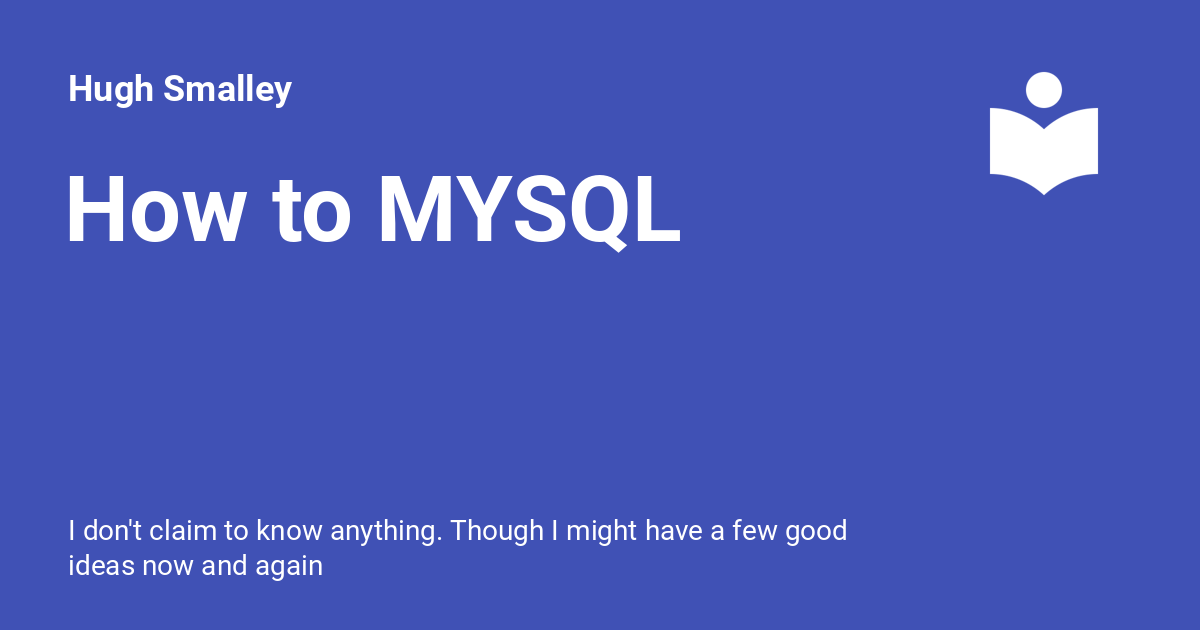 Hugh Smalley
How to MYSQL
I don't claim to know anything. Though I might have a few good
ideas now and again